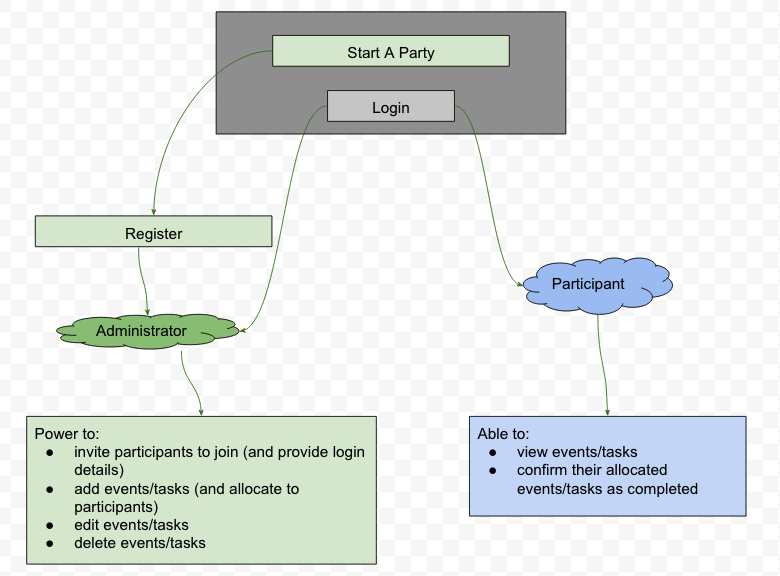 Start A Party
Login
Register
Participant
Administrator
Power to:
● invite participants to join (and provide login
details)
● add events/tasks (and allocate to
participants)
● edit events/tasks
● delete events/tasks
Able to:
● view events/tasks
● confirm their allocated
events/tasks as completed